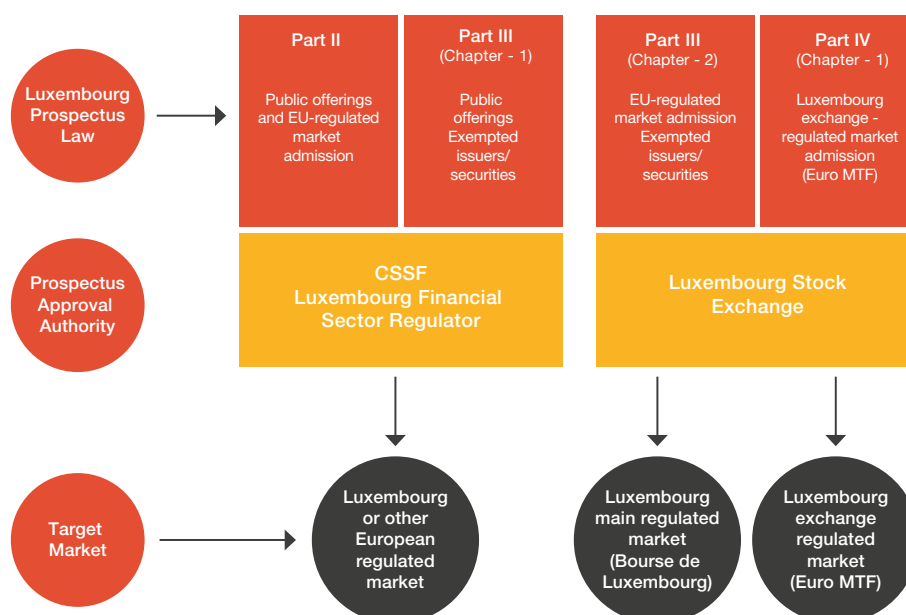 Luxembourg
Prospectus
Law
Part II
Public offerings
and EU-regulated
market
admission
Part III
(Chapter - 1)
Public
offerings
Exempted
issuers/
securities
Part III
(Chapter - 2)
EU-regulated
market admission
Exempted
issuers/
securities
Part IV
(Chapter - 1)
Luxembourg
exchange -
regulated market
admission
(Euro MTF)
Prospectus
Approval
Authority
CSSF
Luxembourg Financial
Sector Regulator
Luxembourg Stock
Exchange
Target
Market
Luxembourg
or other
European
regulated
market
Luxembourg
main regulated
market
(Bourse de
Luxembourg)
Luxembourg
exchange
regulated
market
(Euro MTF)